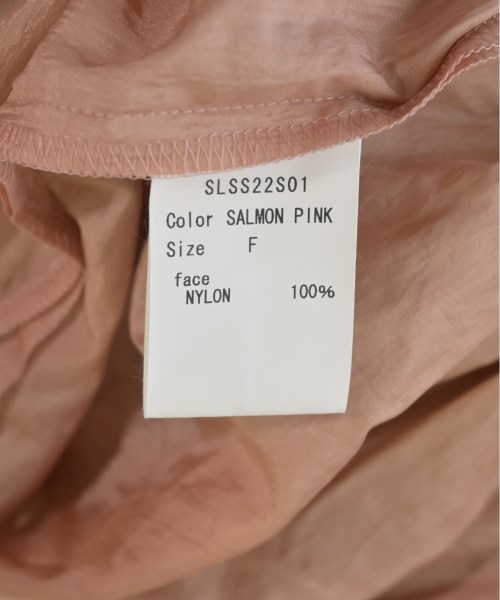 SLSS22S01
Color SALMON PINK
Size F
face
NYLON 100%